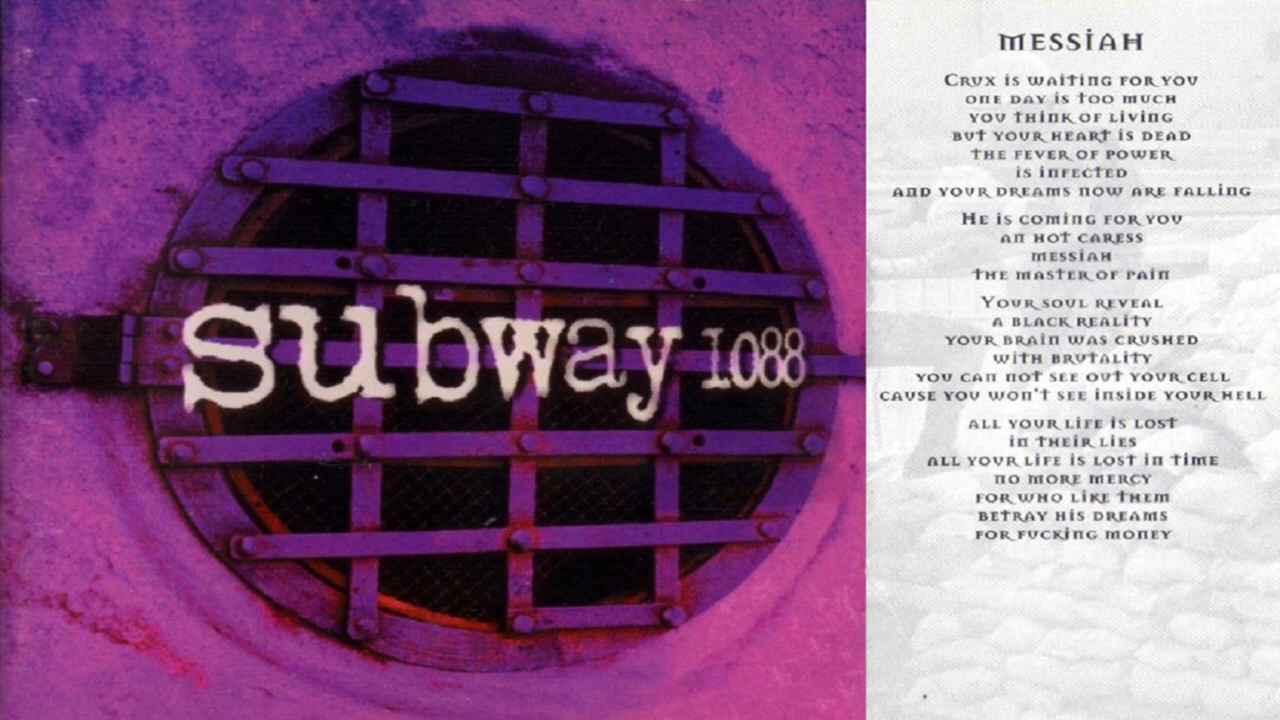 subway 1088
MESSIAH
CRUX IS WAITING FOR YOU
ONE DAY IS TOO MUCH
YOU THINK OF LIVING
BUT YOUR HEART IS DEAD
THE FEVER OF POWER
IS INFECTED
AND YOUR DREAMS NOW ARE FALLING
HE IS COMING FOR YOU
AN HOT CARESS
MESSIAH
THE MASTER OF PAIN
YOUR SOUL REVEAL
A BLACK REALITY
YOUR BRAIN WAS CRUSHED
WITH BRUTALITY
YOU CAN NOT SEE OUT YOUR CELL
CAUSE YOU WON'T SEE INSIDE YOUR HELL
ALL YOUR LIFE IS LOST
IN THEIR LIES
ALL YOUR LIFE IS LOST IN TIME
NO MORE MERCY
FOR WHO LIKE THEM
BETRAY HIS DREAMS
FOR FUCKING MONEY